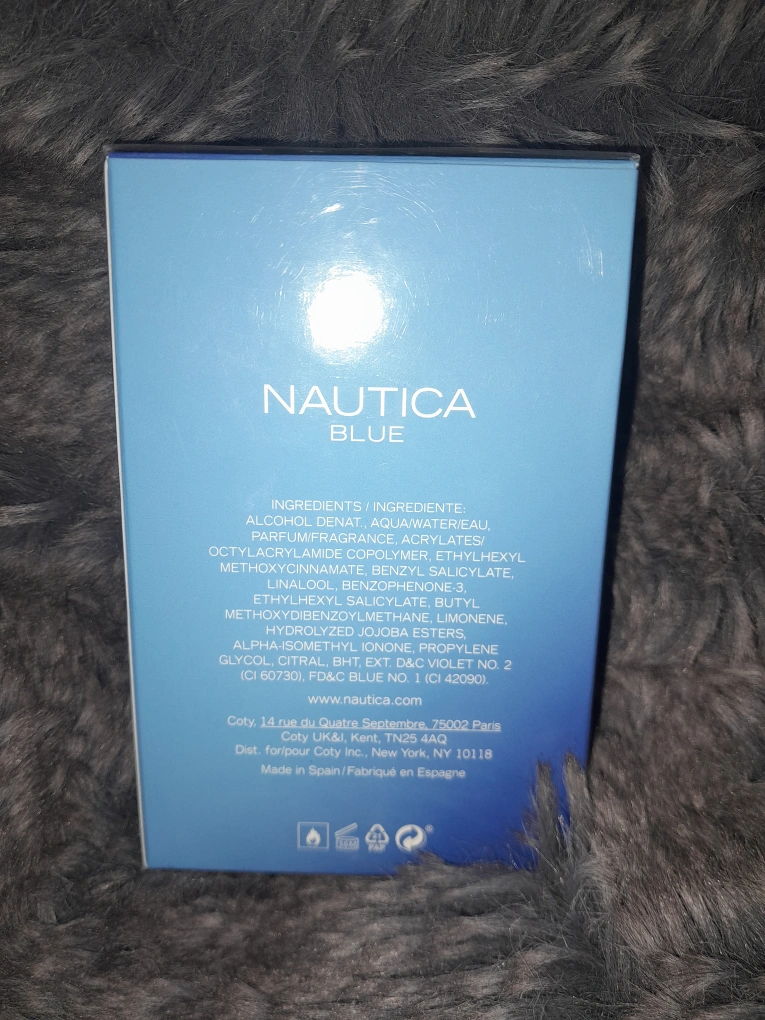 NAUTICA
BLUE
INGREDIENTS / INGREDIENTE:
ALCOHOL DENAT., AQUA/WATER/EAU,
PARFUM/FRAGRANCE, ACRYLATES/
OCTYLACRYLAMIDE COPOLYMER, ETHYLHEXYL
METHOXYCINNAMATE, BENZYL SALICYLATE,
LINALOOL, BENZOPHENONE-3,
ETHYLHEXYL SALICYLATE, BUTYL
METHOXYDIBENZOYLMETHANE, LIMONENE,
HYDROLYZED JOJOBA ESTERS,
ALPHA-ISOMETHYL IONONE, PROPYLENE
GLYCOL, CITRAL, BHT, EXT. D&C VIOLET NO. 2
(CI 60730), FD&C BLUE NO. 1 (CI 42090).
www.nautica.com
Coty, 14 rue du Quatre Septembre, 75002 Paris
Coty UK&I, Kent, TN25 4AQ
Dist. for/pour Coty Inc., New York, NY 10118
Made in Spain / Fabriqué en Espagne